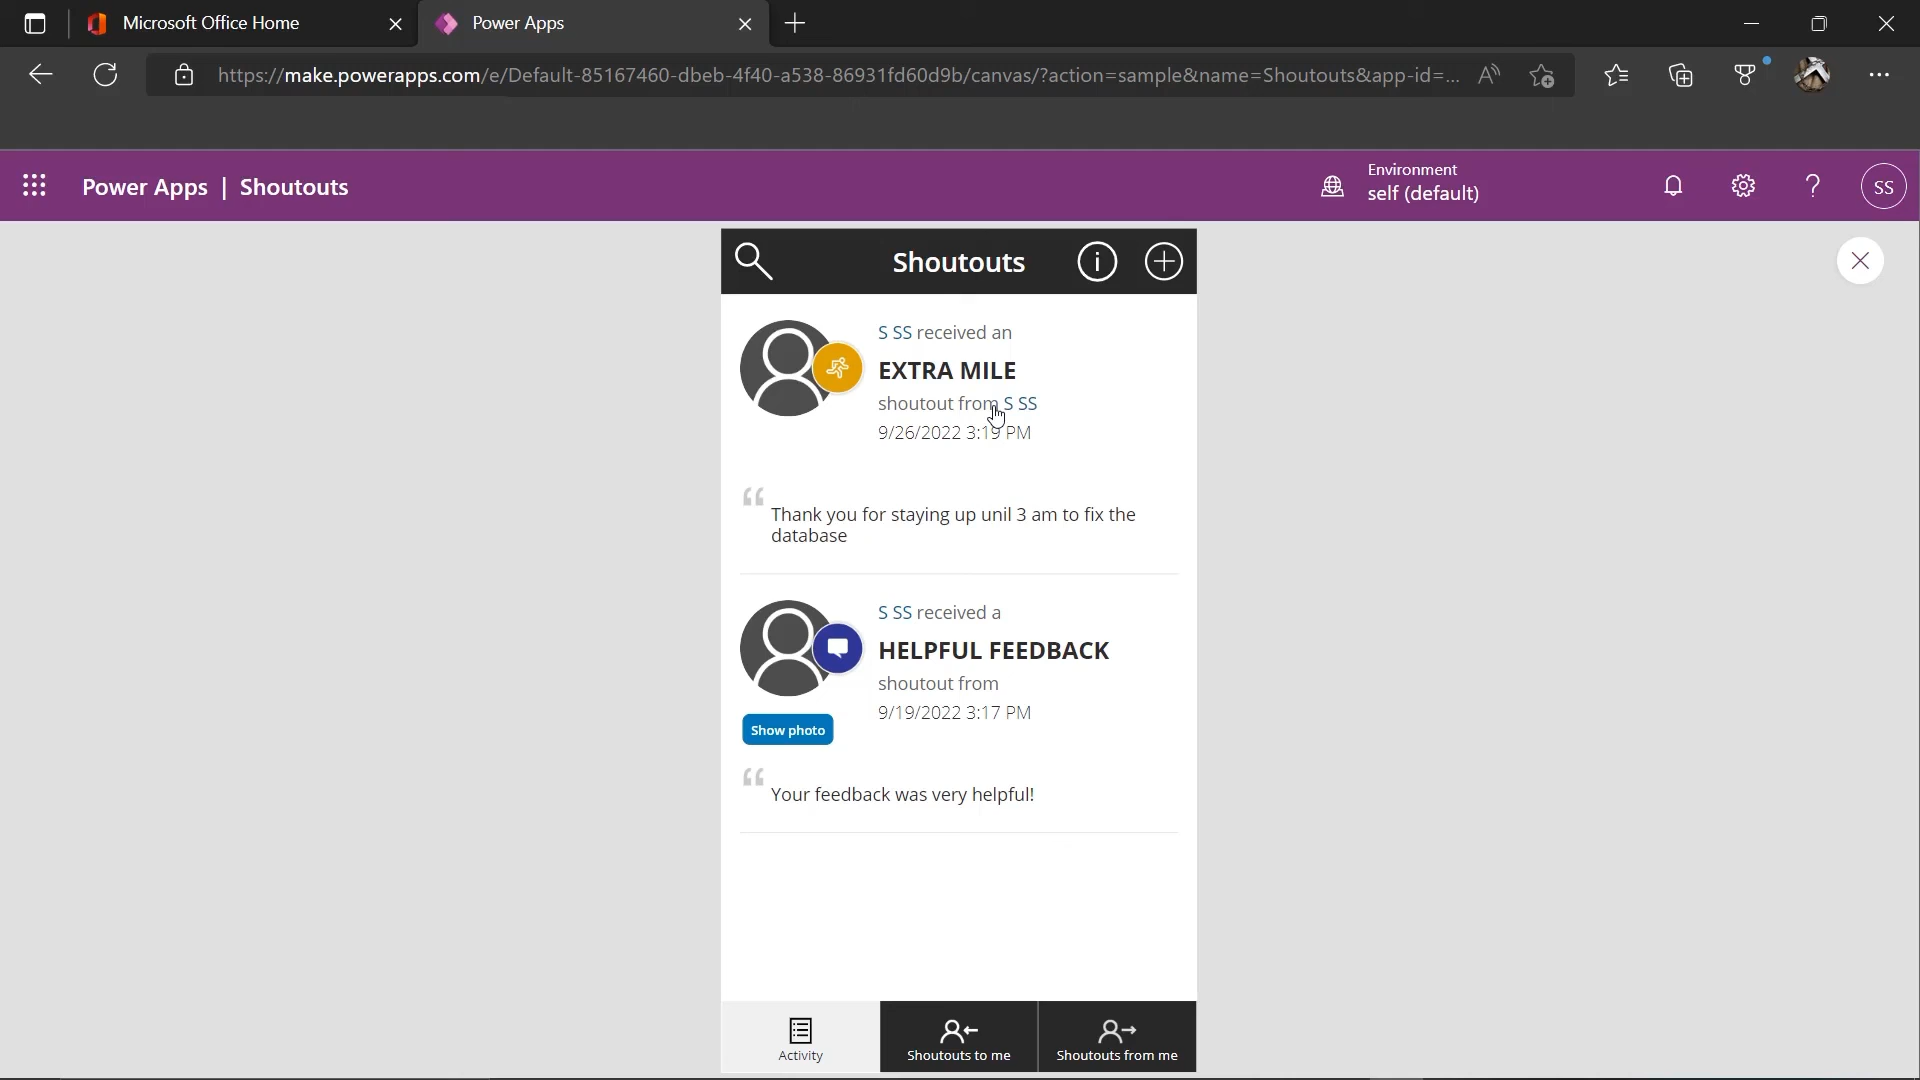 Microsoft Office Home
Power Apps
https://make.powerapps.com/e/Default-85167460-dbeb-4f40-a538-86931fd60d9b/canvas/?action=sample&name=Shoutouts&app-id=...
Power Apps | Shoutouts
Environment
self (default)
SS
Shoutouts
S SS received an
EXTRA MILE
shoutout from S SS
9/26/2022 3:19 PM
“
Thank you for staying up unil 3 am to fix the
database
S SS received a
HELPFUL FEEDBACK
shoutout from
9/19/2022 3:17 PM
Show photo
“
Your feedback was very helpful!
Activity
Shoutouts to me
Shoutouts from me